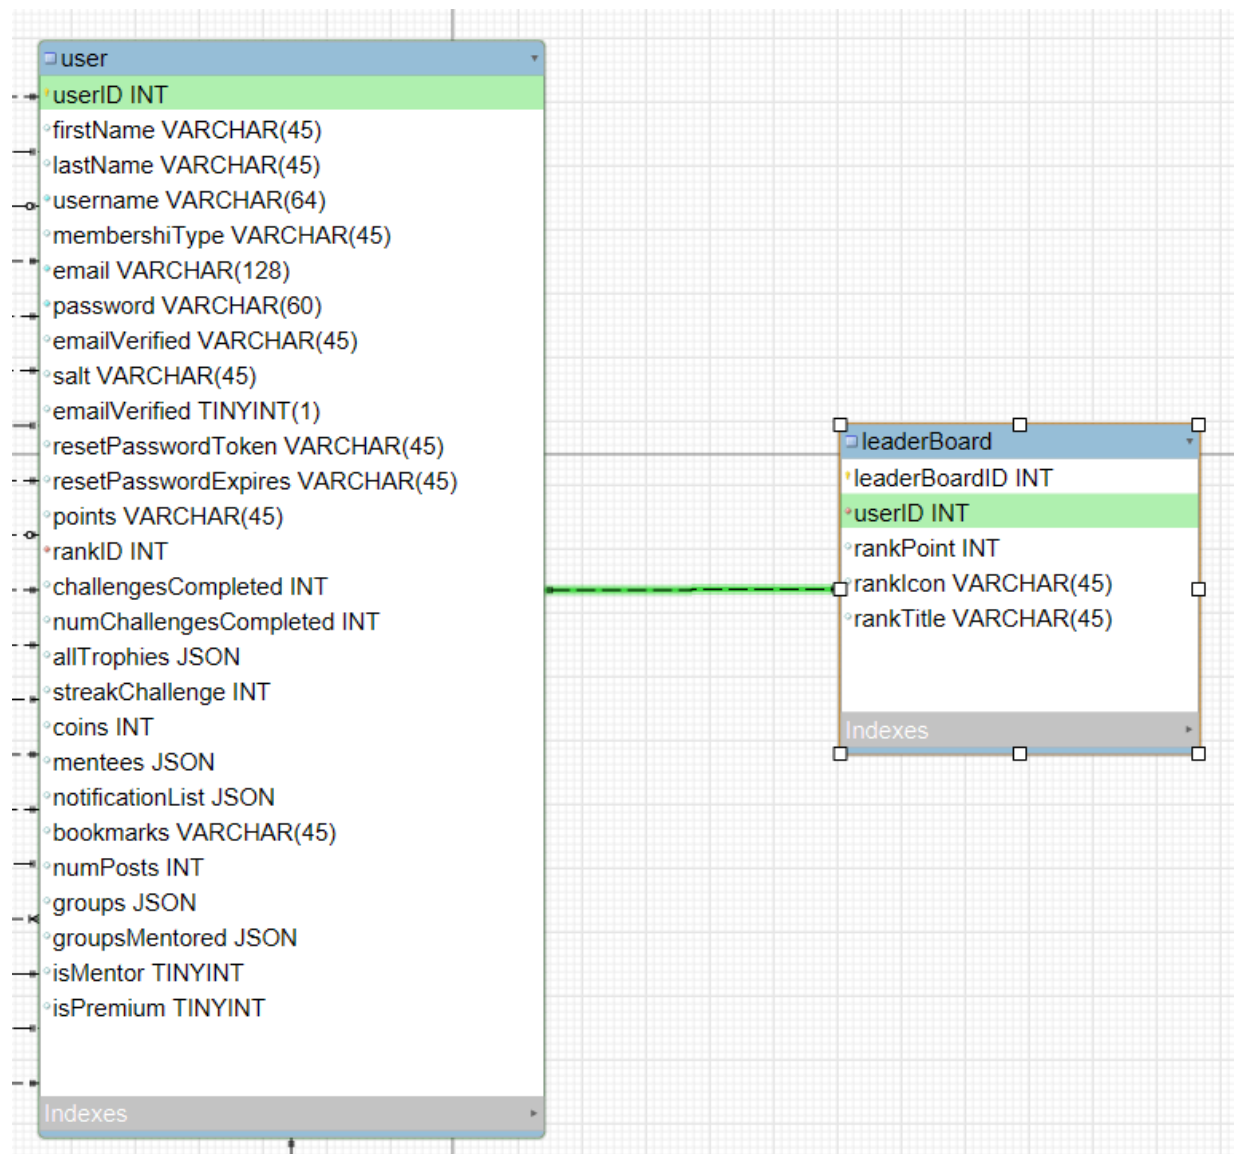 user
userID INT
firstName VARCHAR(45)
lastName VARCHAR(45)
username VARCHAR(64)
membershiType VARCHAR(45)
email VARCHAR(128)
password VARCHAR(60)
emailVerified VARCHAR(45)
salt VARCHAR(45)
emailVerified TINYINT(1)
resetPasswordToken VARCHAR(45)
resetPasswordExpires VARCHAR(45)
points VARCHAR(45)
rankID INT
challengesCompleted INT
numChallengesCompleted INT
allTrophies JSON
streakChallenge INT
coins INT
mentees JSON
notificationList JSON
bookmarks VARCHAR(45)
numPosts INT
groups JSON
groupsMentored JSON
isMentor TINYINT
isPremium TINYINT
Indexes
leaderBoard
leaderBoardID INT
userID INT
rankPoint INT
rankIcon VARCHAR(45)
rankTitle VARCHAR(45)
Indexes